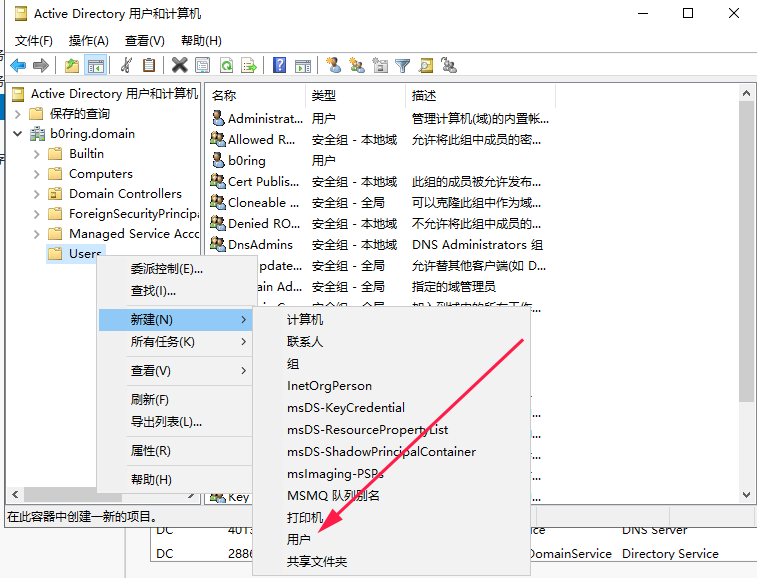 Active Directory 用户和计算机
文件(F) 操作(A) 查看(V) 帮助(H)
Active Directory 用户和计算机
保存的查询
b0ring.domain
Builtin
Computers
Domain Controllers
ForeignSecurityPrincipa
Managed Service Acco
Users
名称 类型 描述
Administrat... 用户 管理计算机(域)的内置帐...
Allowed R... 安全组 - 本地域 允许将此组中成员的密...
b0ring 用户
Cert Publis... 安全组 - 本地域 此组的成员被允许发布...
Cloneable ... 安全组 - 全局 可以克隆此组中作为域...
Denied RO... 安全组 - 本地域 不允许将此组中成员的...
DnsAdmins 安全组 - 本地域 DNS Administrators 组
pdate... 安全组 - 全局 允许替其他客户端(如 D...
ain Ad... 安全组 - 全局 指定的域管理员
加入到域中的所有工作...
Key
委派控制(E)...
查找(I)...
新建(N)
所有任务(K)
查看(V)
刷新(F)
导出列表(L)...
属性(R)
帮助(H)
计算机
联系人
组
InetOrgPerson
msDS-KeyCredential
msDS-ResourcePropertyList
msDS-ShadowPrincipalContainer
msImaging-PSPs
MSMQ 队列别名
打印机
用户
共享文件夹
在此容器中创建一新的项目。
DC 401 ce DNS Server
DC 2886 DomainService Directory Service